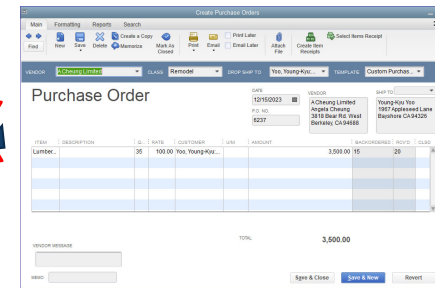 Create Purchase Orders
Main Formatting Reports Search
Find New Save Delete Create a Copy Memorize Mark As Closed Print Email Print Later Email Later Attach File Create Item Receipts Select Items Receipt
VENDOR A Cheung Limited CLASS Remodel DROP SHIP TO Yoo, Young-Kyu... TEMPLATE Custom Purchas...
Purchase Order
DATE
12/15/2023
P.O. NO.
6237
VENDOR
A Cheung Limited
Angela Cheung
3818 Bear Rd. West
Berkeley, CA 94688
SHIP TO
Young-Kyu Yoo
1967 Applessed Lane
Bayshore CA 94326
ITEM DESCRIPTION Q... RATE CUSTOMER U/M AMOUNT BACKORDERED RCV'D CLSD
Lumber... 35 100.00 Yoo, Young-Kyu:... 3,500.00 15 20
TOTAL 3,500.00
VENDOR MESSAGE
MEMO
Save & Close Save & New Revert